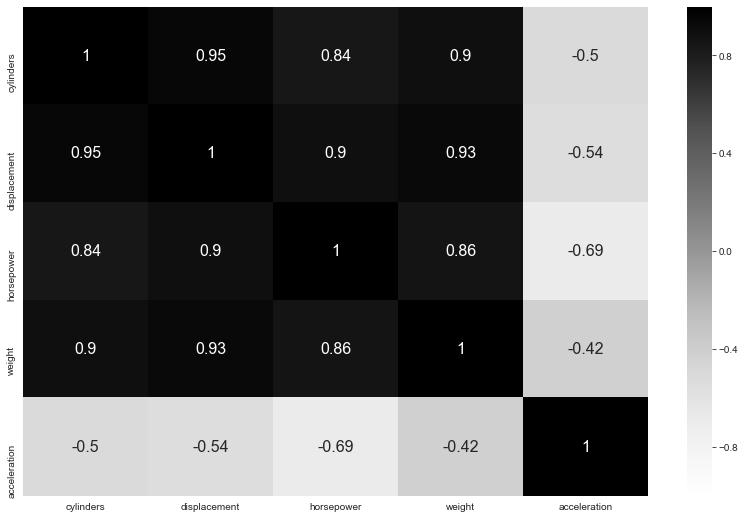 cylinders 1 0.95 0.84 0.9 -0.5
displacement 0.95 1 0.9 0.93 -0.54
horsepower 0.84 0.9 1 0.86 -0.69
weight 0.9 0.93 0.86 1 -0.42
acceleration -0.5 -0.54 -0.69 -0.42 1
cylinders displacement horsepower weight acceleration
0.8
0.4
0.0
-0.4
-0.8